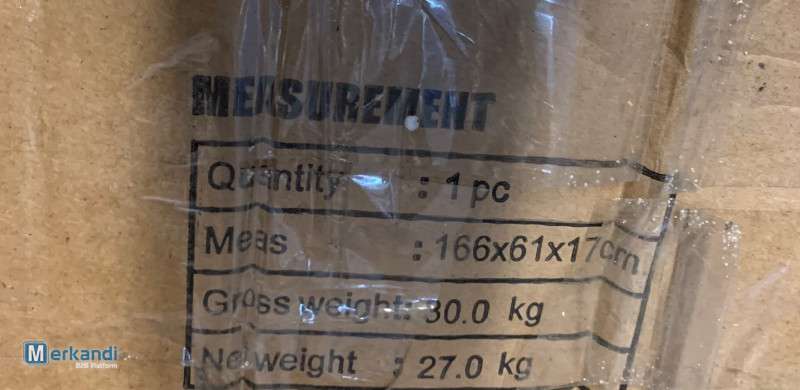 MEASUREMENT
Quantity : 1 pc
Meas : 166x61x17cm
Gross weight: 30.0 kg
Net weight : 27.0 kg
Merkandi
B2B Platform